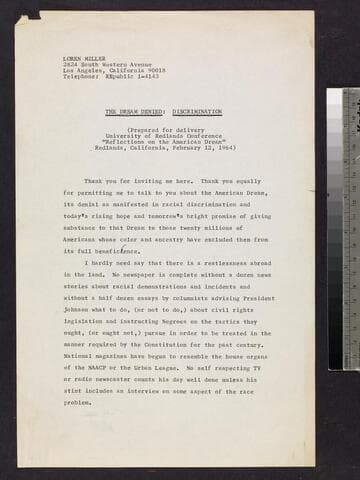 LOREN MILLER
2824 South Western Avenue
Los Angeles, California 90018
Telephone: REpublic 1-4143
THE DREAM DENIED: DISCRIMINATION
(Prepared for delivery
University of Redlands Conference
"Reflections on the American Dream"
Redlands, California, February 12, 1964)
Thank you for inviting me here. Thank you equally
for permitting me to talk to you about the American Dream,
its denial as manifested in racial discrimination and
today's rising hope and tomorrow's bright promise of giving
substance to that Dream to those twenty millions of
Americans whose color and ancestry have excluded them from
its full beneficence.
I hardly need say that there is a restlessness abroad
in the land. No newspaper is complete without a dozen news
stories about racial demonstrations and incidents and
without a half dozen essays by columnists advising President
Johnson what to do, (or not to do,) about civil rights
legislation and instructing Negroes on the tactics they
ought, (or ought not,) pursue in order to be treated in the
manner required by the Constitution for the past century.
National magazines have begun to resemble the house organs
of the NAACP or the Urban League. No self respecting TV
or radio newscaster counts his day well done unless his
stint includes an interview on some aspect of the race
problem.